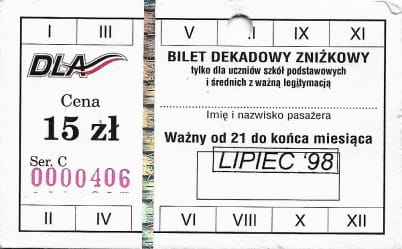 I III V II IX XI
DLA
BILET DEKADOWY ZNIŻKOWY
tylko dla uczniów szkół podstawowych
i średnich z ważną legitymacją
Cena
15 zł
Imię i nazwisko pasażera
Ważny od 21 do końca miesiąca
Ser. C
0000406
LIPIEC '98
II IV VI VIII X XII